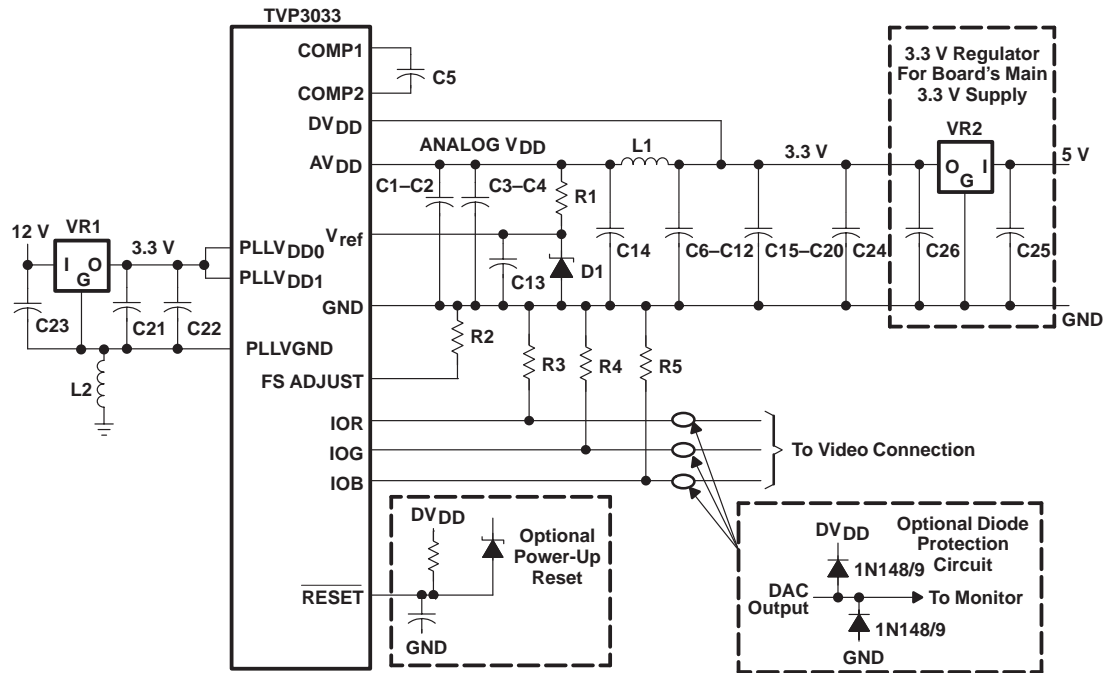 TVP3033
COMP1
C5
COMP2
DVDD
AVDD
ANALOG VDD
L1
3.3 V
3.3 V Regulator
For Board's Main
3.3 V Supply
VR2
O G I
5 V
C1–C2
C3–C4
R1
Vref
C13
D1
C14
C6–C12
C15–C20
C24
C26
C25
12 V
VR1
I G O
3.3 V
PLLVDD0
PLLVDD1
C23
C21
C22
GND
GND
PLLVGND
L2
R2
R3
R4
R5
FS ADJUST
IOR
IOG
IOB
To Video Connection
DVDD
Optional
Power-Up
Reset
RESET
GND
DVDD
Optional Diode
Protection
Circuit
1N148/9
DAC
Output
To Monitor
1N148/9
GND